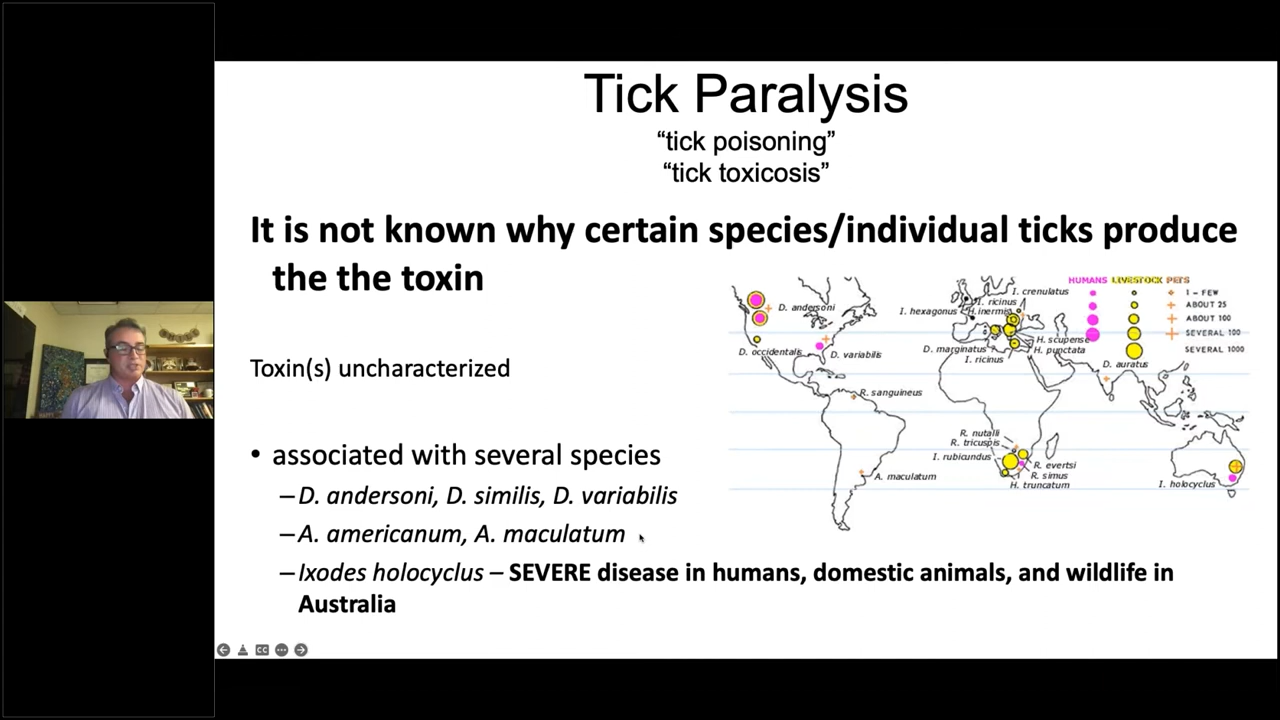 Tick Paralysis
“tick poisoning”
“tick toxicosis”
It is not known why certain species/individual ticks produce
the the toxin
Toxin(s) uncharacterized
• associated with several species
–D. andersoni, D. similis, D. variabilis
–A. americanum, A. maculatum
–Ixodes holocyclus – SEVERE disease in humans, domestic animals, and wildlife in
Australia
HUMANS LIVESTOCK PETS
1 - FEW
ABOUT 25
ABOUT 100
SEVERAL 100
SEVERAL 1000
D. andersoni
D. occidentalis
D. variabilis
R. sanguineus
A. maculatum
I. crenulatus
I. ricinus
I. hexagonus
H.inermis
D. marginatus
I. ricinus
H. scupense
H. punctata
D. auratus
R. nutalli
R. tricuspis
I. rubicundus
R. evertsi
R. simus
H. truncatum
I. holocyclus
CC